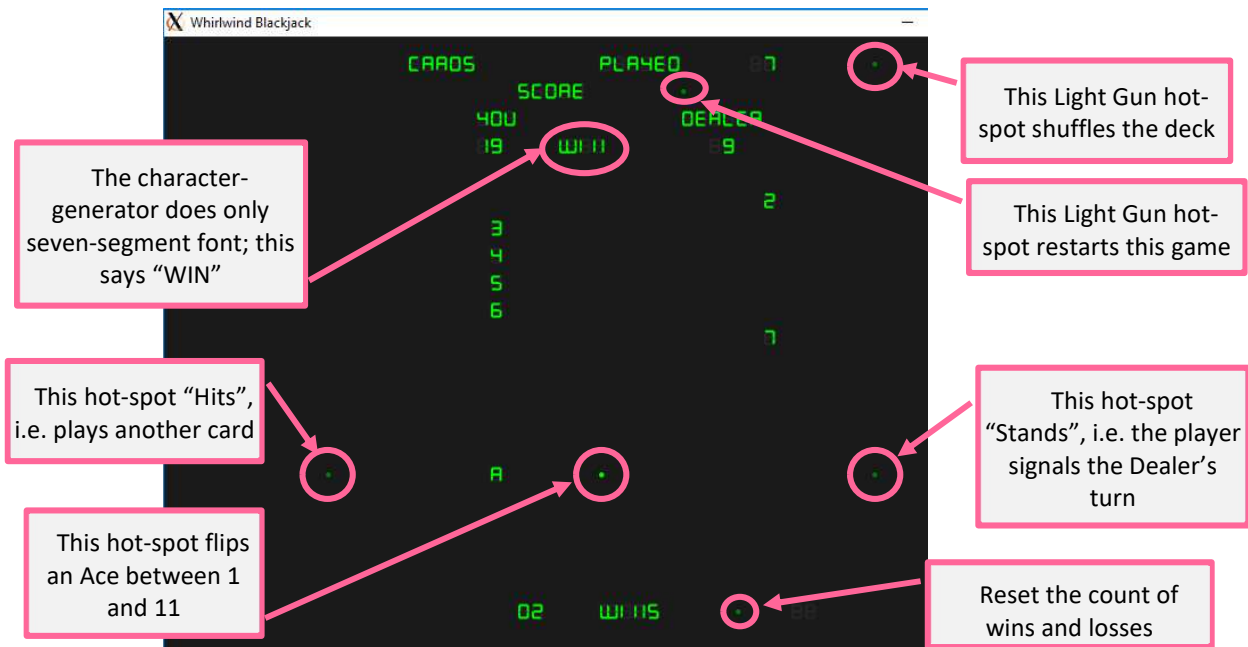 Whirlwind Blackjack
CARDS PLAYED 7
SCORE
YOU DEALER
19 WIN 9
2
3
4
5
6
7
A
02 WINS
This Light Gun hot-
spot shuffles the deck
The character-
generator does only
seven-segment font; this
says “WIN”
This Light Gun hot-
spot restarts this game
This hot-spot “Hits”,
i.e. plays another card
This hot-spot
“Stands”, i.e. the player
signals the Dealer’s
turn
This hot-spot flips
an Ace between 1
and 11
Reset the count of
wins and losses